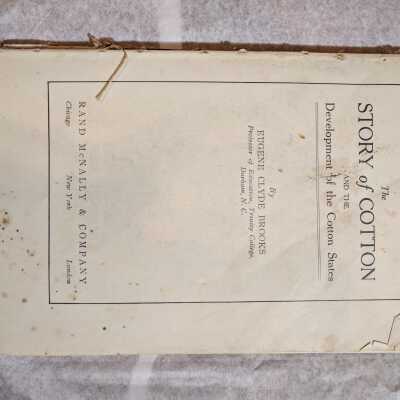 The
STORY of COTTON
AND THE
Development of the Cotton States
By
EUGENE CLYDE BROOKS
Professor of Education, Trinity College,
Durham, N. C.
RAND McNALLY & COMPANY
Chicago New York London